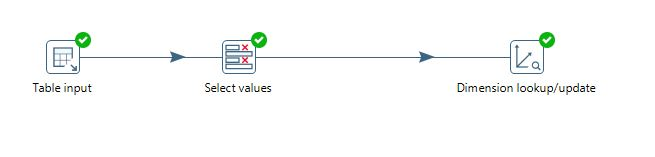 Table input
Select values
Dimension lookup/update